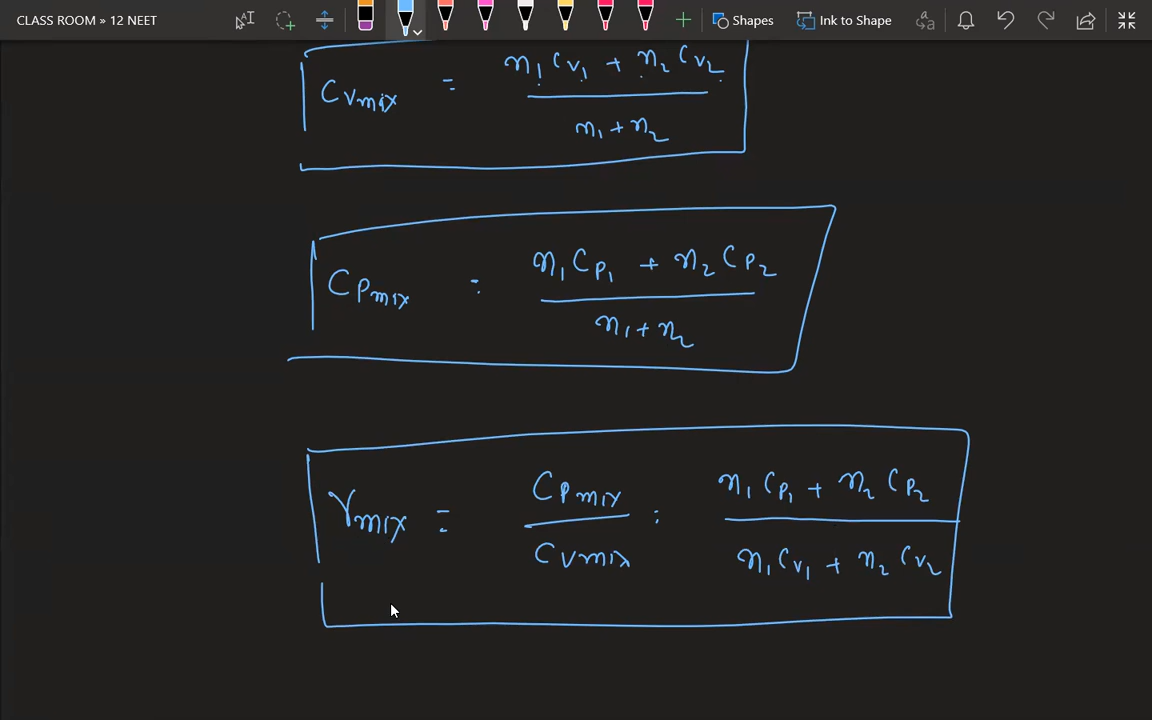 CLASS ROOM » 12 NEET
Shapes
Ink to Shape
Cvmix = n₁Cv₁ + n₂Cv₂ / n₁ + n₂
CPmix = n₁CP₁ + n₂CP₂ / n₁ + n₂
γmix = CPmix / Cvmix = n₁CP₁ + n₂CP₂ / n₁Cv₁ + n₂Cv₂